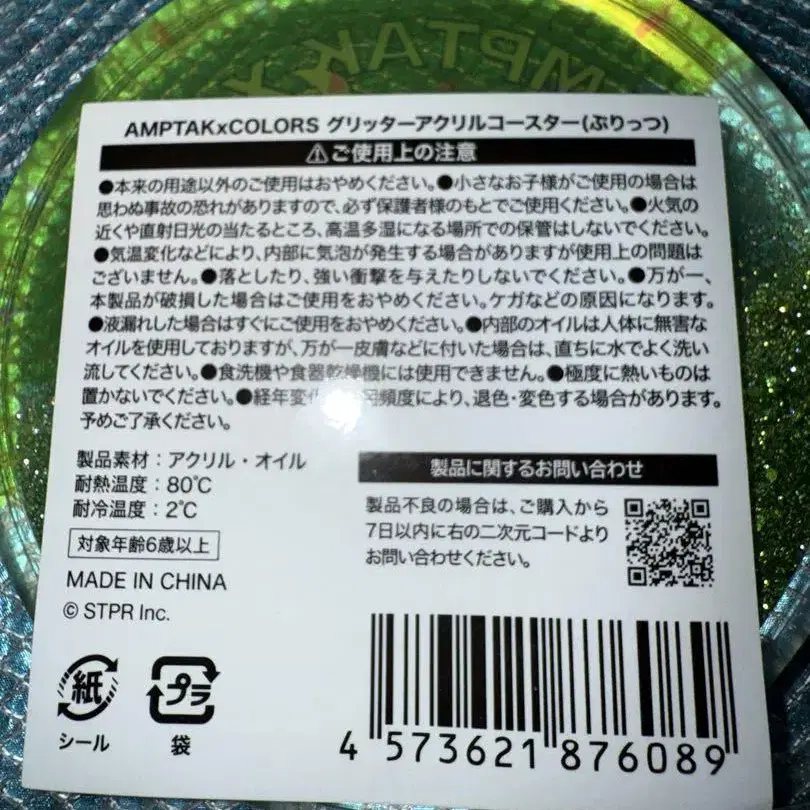 MPTAK x
AMPTAKxCOLORS グリッターアクリルコースター(ぷりっつ)
⚠ご使用上の注意
●本来の用途以外のご使用はおやめください。●小さなお子様がご使用の場合は
思わぬ事故の恐れがありますので、必ず保護者様のもとでご使用ください。●火気の
近くや直射日光の当たるところ、高温多湿になる場所での保管はしないでください。
●気温変化などにより、内部に気泡が発生する場合がありますが使用上の問題は
ございません。●落としたり、強い衝撃を与えたりしないでください。●万が一、
本製品が破損した場合はご使用をおやめください。ケガなどの原因になります。
●液漏れした場合はすぐにご使用をおやめください。●内部のオイルは人体に無害な
オイルを使用しておりますが、万が一皮膚などに付いた場合は、直ちに水でよく洗い
流してください。●食洗機や食器乾燥機には使用できません。●極度に熱いものは
置かないでください。●経年変化 頻度により、退色・変色する場合があります。
予めご了承ください。
製品素材：アクリル・オイル
耐熱温度：80℃
耐冷温度：2℃
対象年齢6歳以上
MADE IN CHINA
© STPR Inc.
製品に関するお問い合わせ
製品不良の場合は、ご購入から
7日以内に右の二次元コードより
お問い合わせください。
紙
シール
プラ
袋
4 573621 876089